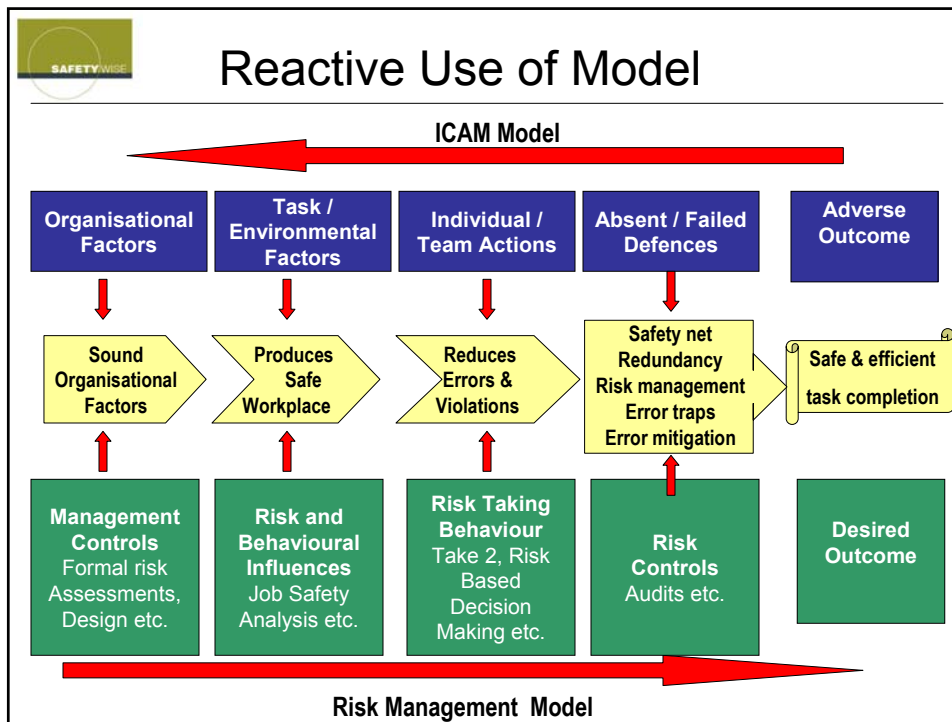 SAFETY WISE
Reactive Use of Model
ICAM Model
Organisational
Factors
Task /
Environmental
Factors
Individual /
Team Actions
Absent / Failed
Defences
Adverse
Outcome
Sound
Organisational
Factors
Produces
Safe
Workplace
Reduces
Errors &
Violations
Safety net
Redundancy
Risk management
Error traps
Error mitigation
Safe & efficient
task completion
Management
Controls
Formal risk
Assessments,
Design etc.
Risk and
Behavioural
Influences
Job Safety
Analysis etc.
Risk Taking
Behaviour
Take 2, Risk
Based
Decision
Making etc.
Risk
Controls
Audits etc.
Desired
Outcome
Risk Management Model